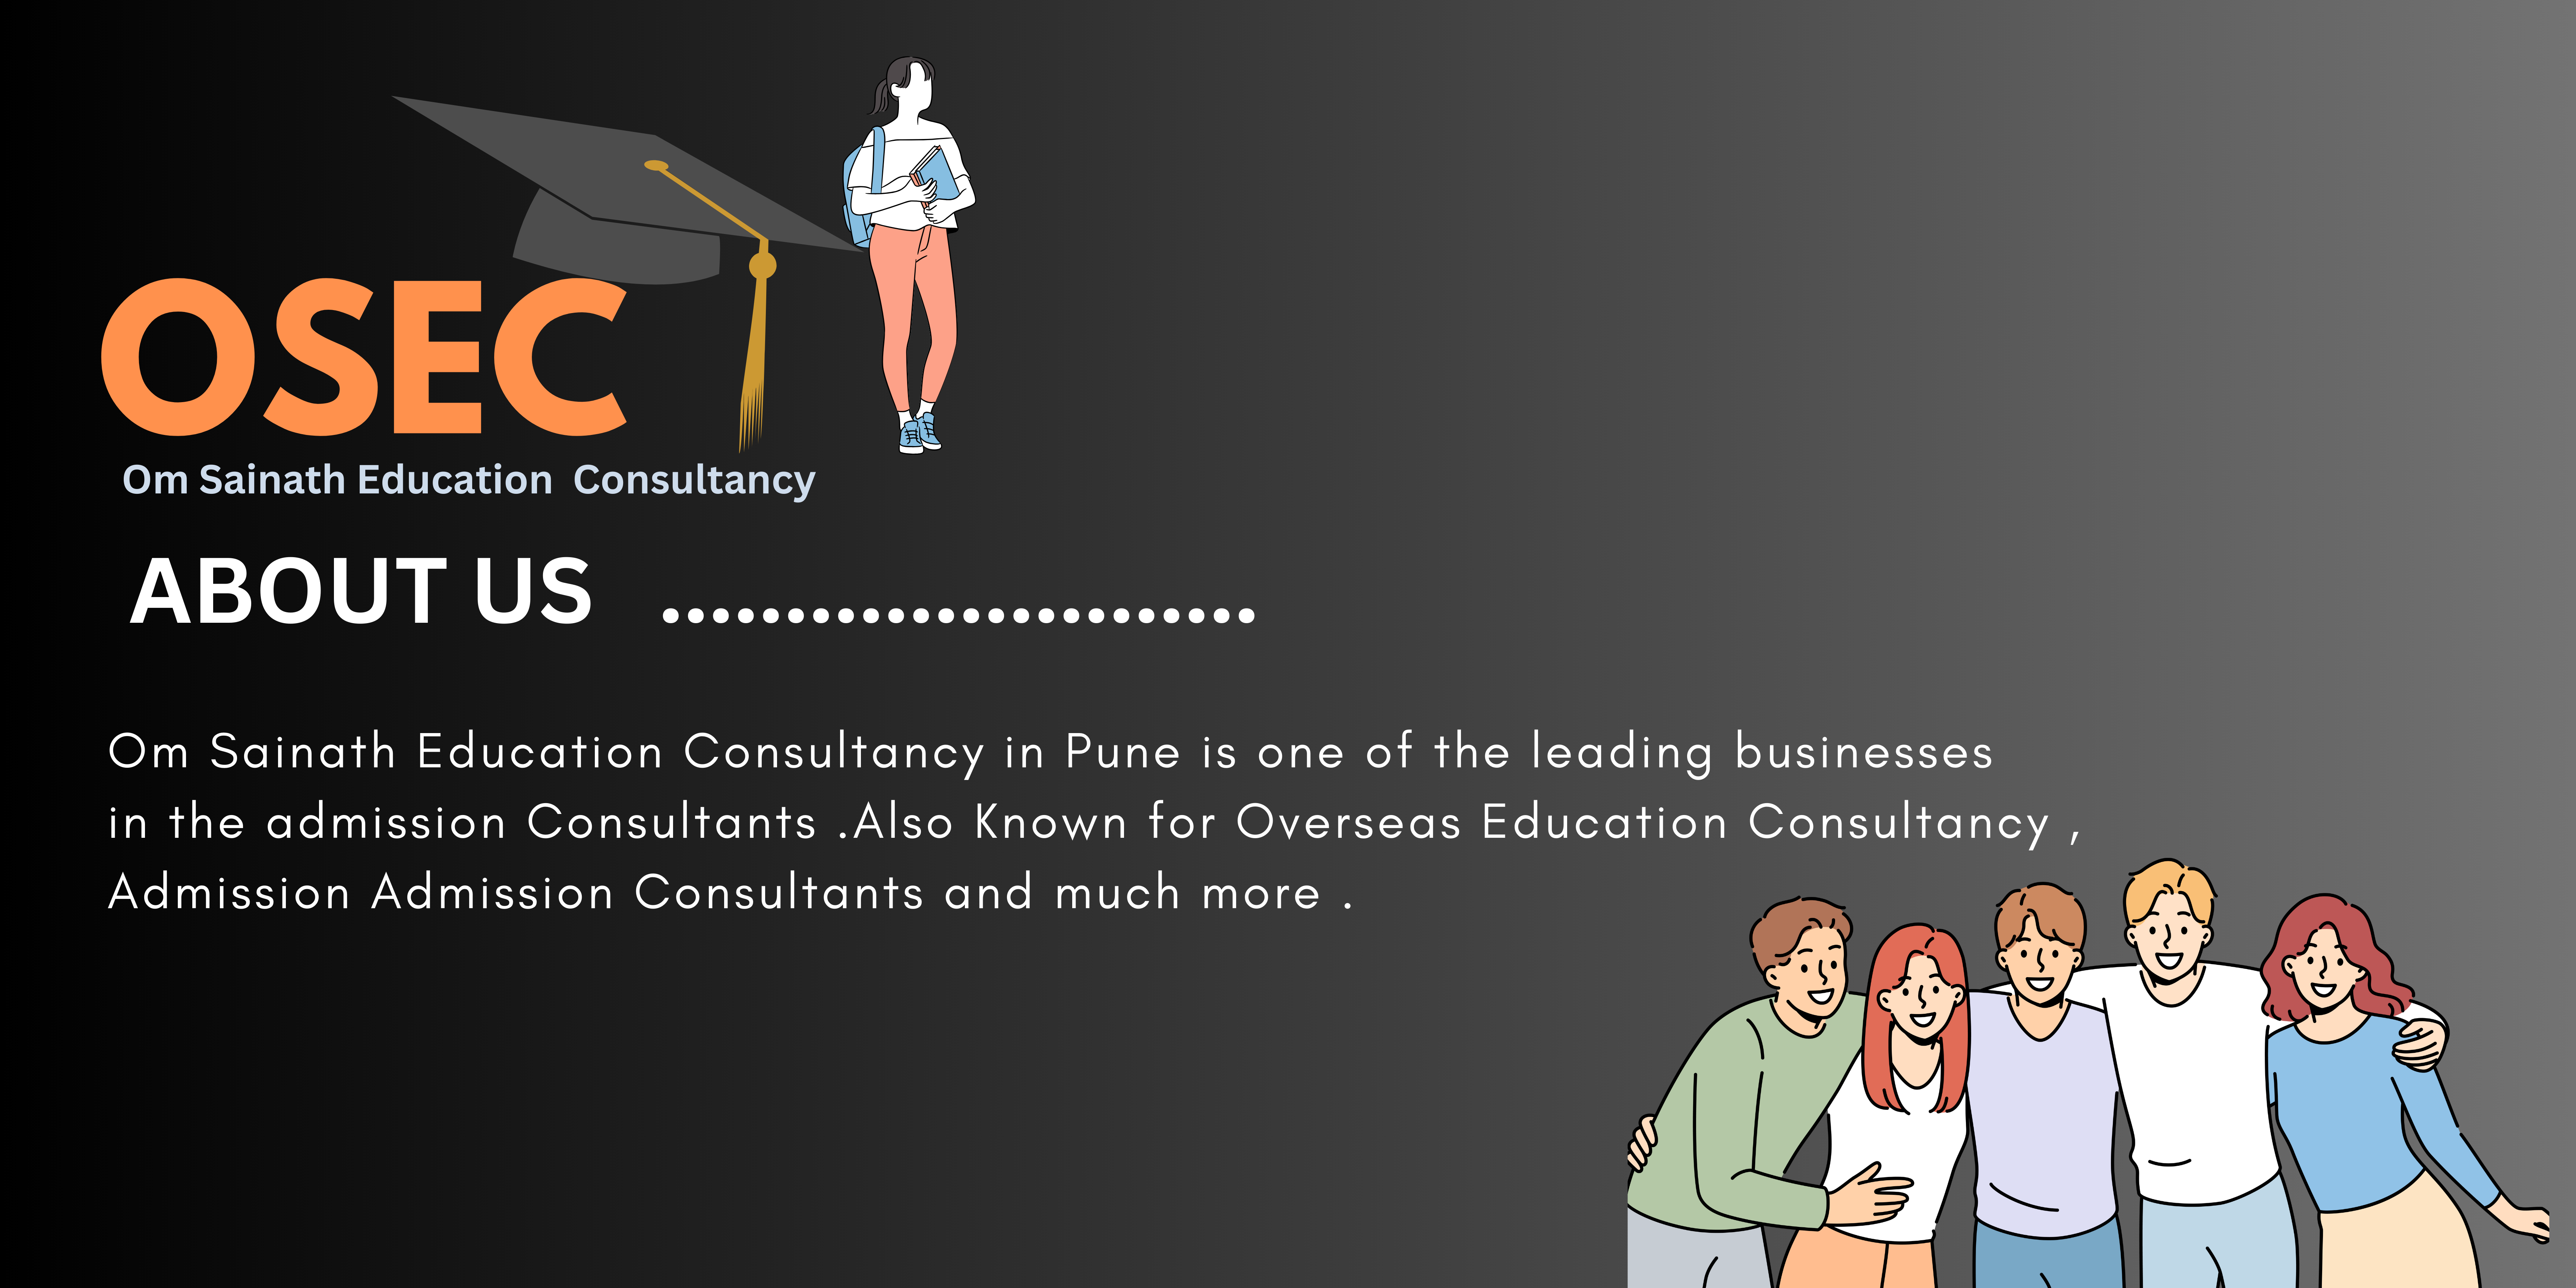 OSEC
Om Sainath Education Consultancy
ABOUT US ........................
Om Sainath Education Consultancy in Pune is one of the leading businesses
in the admission Consultants .Also Known for Overseas Education Consultancy ,
Admission Admission Consultants and much more .